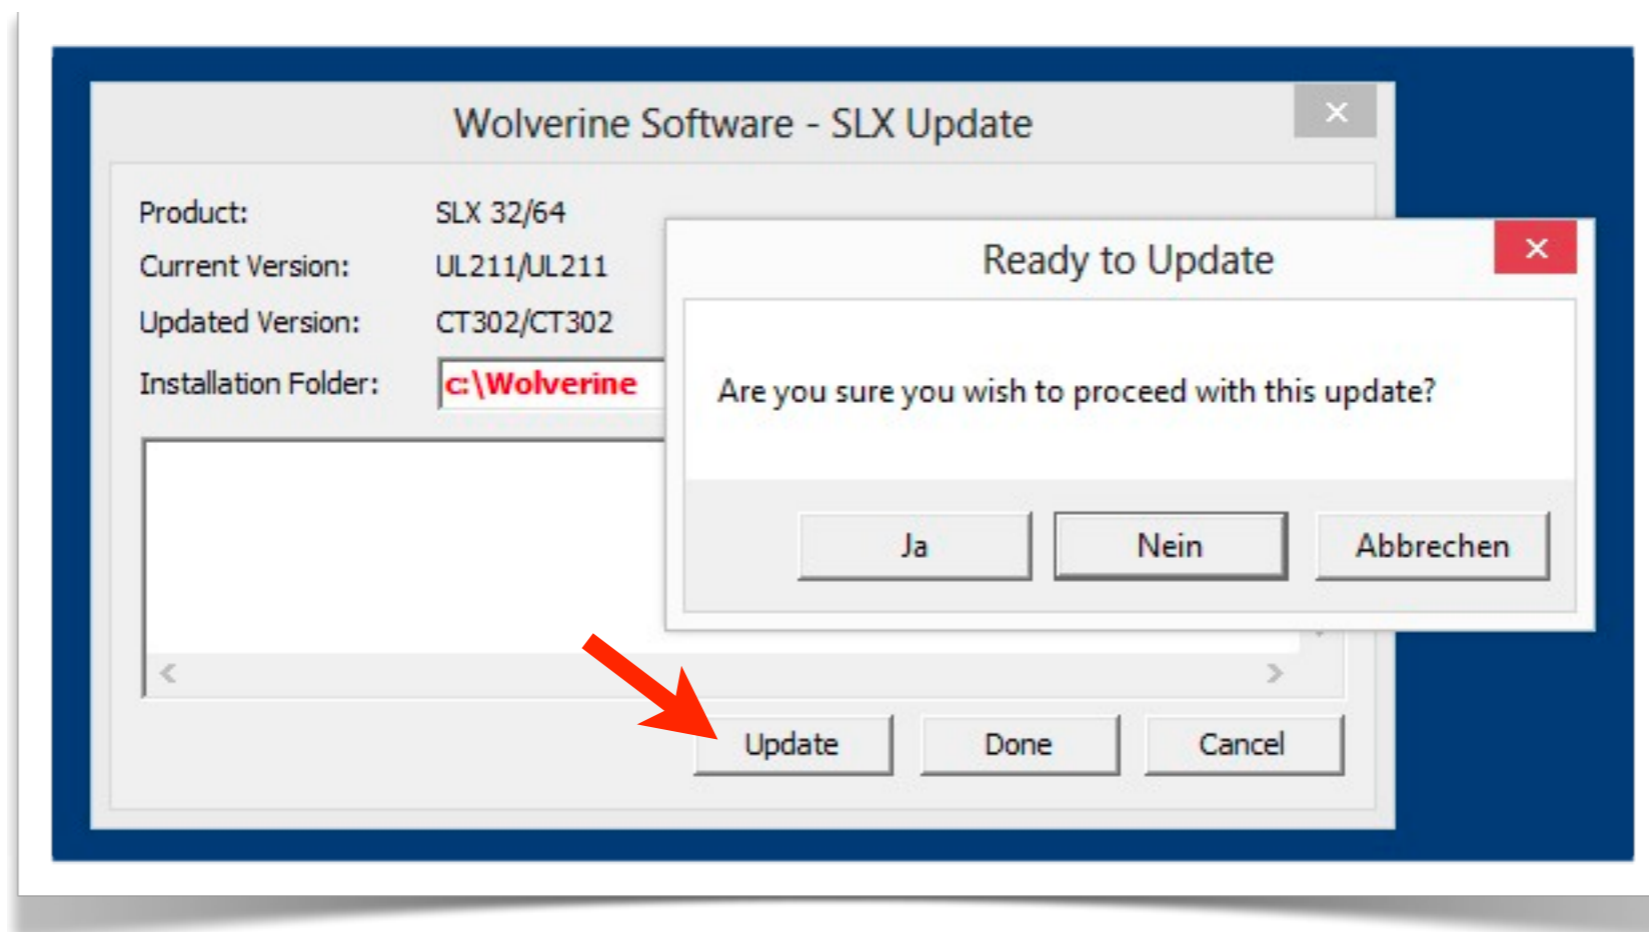 Wolverine Software - SLX Update
Product: SLX 32/64
Current Version: UL211/UL211
Updated Version: CT302/CT302
Installation Folder: c:\Wolverine
Ready to Update
Are you sure you wish to proceed with this update?
Ja Nein Abbrechen
Update Done Cancel